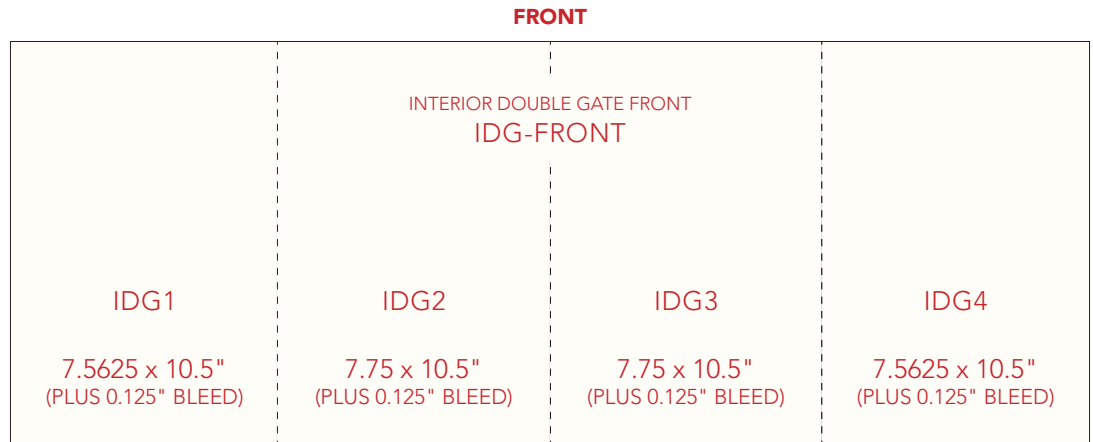 FRONT
INTERIOR DOUBLE GATE FRONT
IDG-FRONT
IDG1
7.5625 x 10.5"
(PLUS 0.125" BLEED)
IDG2
7.75 x 10.5"
(PLUS 0.125" BLEED)
IDG3
7.75 x 10.5"
(PLUS 0.125" BLEED)
IDG4
7.5625 x 10.5"
(PLUS 0.125" BLEED)